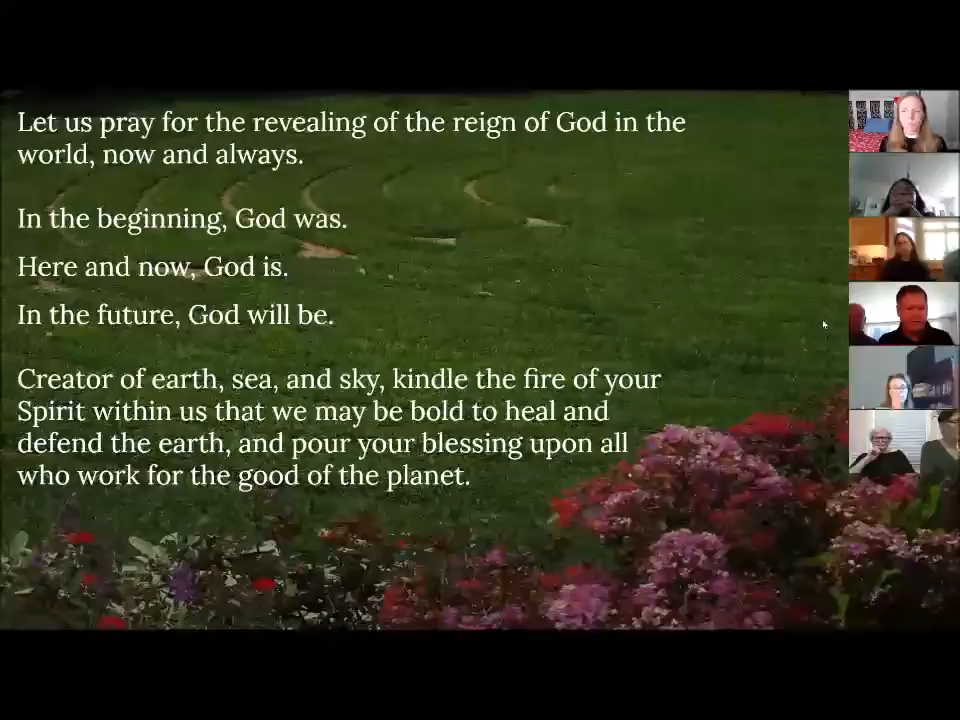 Let us pray for the revealing of the reign of God in the
world, now and always.
In the beginning, God was.
Here and now, God is.
In the future, God will be.
Creator of earth, sea, and sky, kindle the fire of your
Spirit within us that we may be bold to heal and
defend the earth, and pour your blessing upon all
who work for the good of the planet.